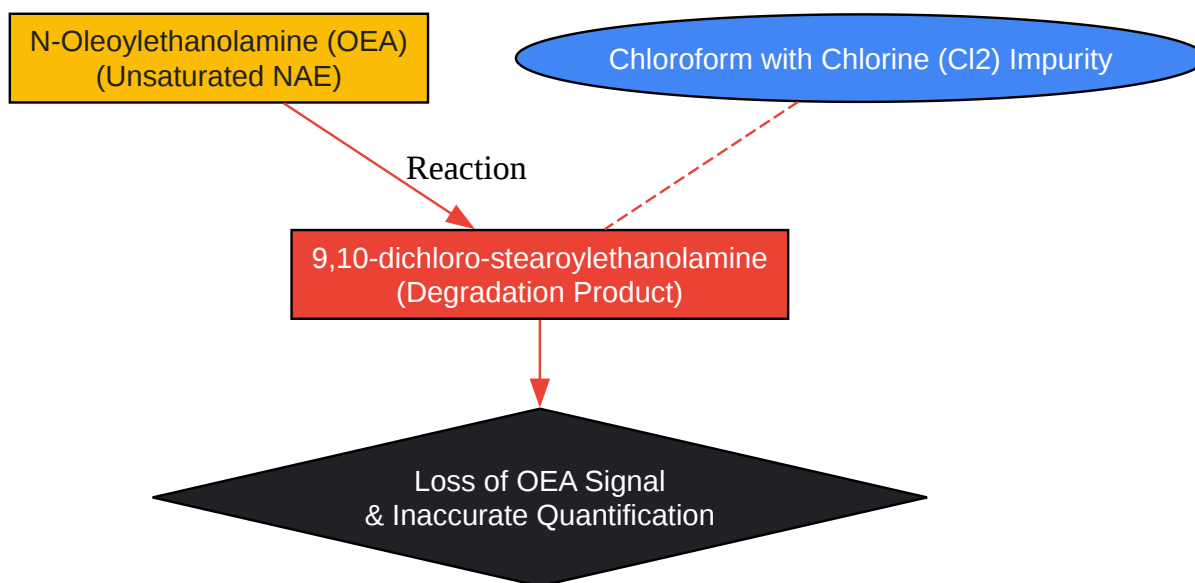 N-Oleoylethanolamine (OEA)
(Unsaturated NAE)
Chloroform with Chlorine (Cl2) Impurity
Reaction
9,10-dichloro-stearoylethanolamine
(Degradation Product)
Loss of OEA Signal
& Inaccurate Quantification